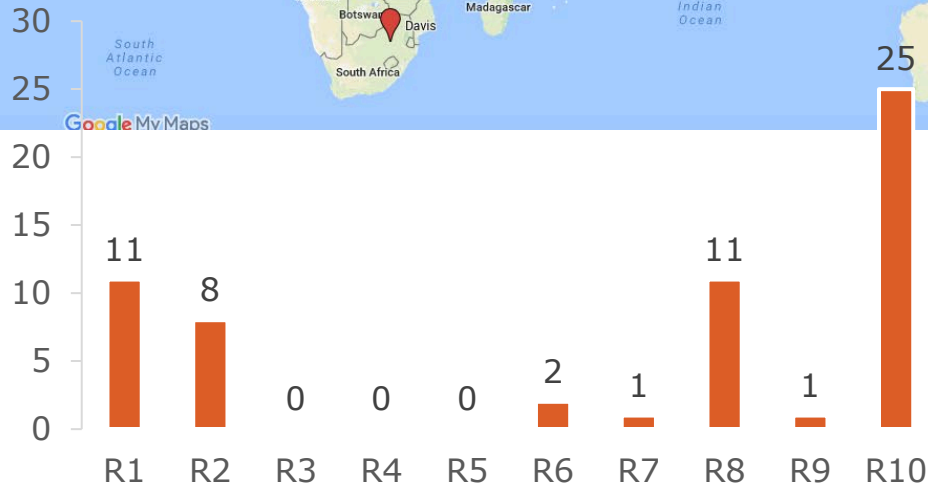 Madagascar
Indian
Ocean
Botswa
Davis
South
Atlantic
Ocean
South Africa
Google My Maps
30
25
20
15
10
5
0
11
8
0
0
0
2
1
11
1
25
R1 R2 R3 R4 R5 R6 R7 R8 R9 R10